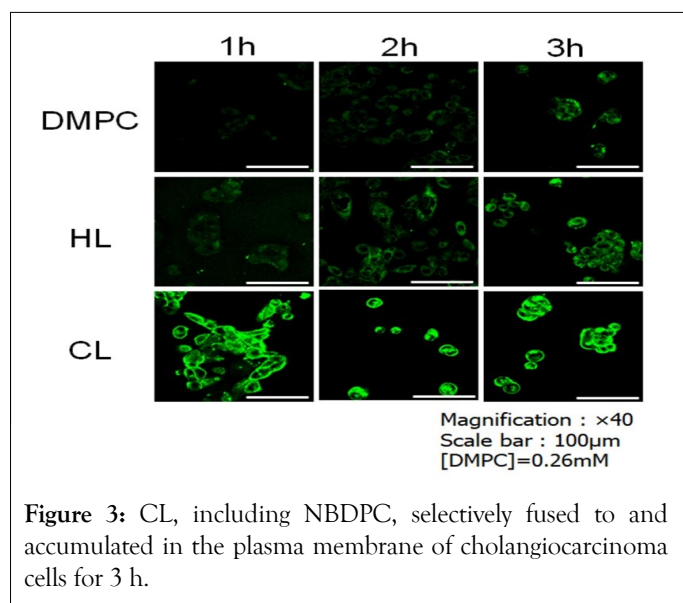 1h 2h 3h
DMPC
HL
CL
Magnification : ×40
Scale bar : 100μm
[DMPC]=0.26mM
Figure 3: CL, including NBDPC, selectively fused to and
accumulated in the plasma membrane of cholangiocarcinoma
cells for 3 h.